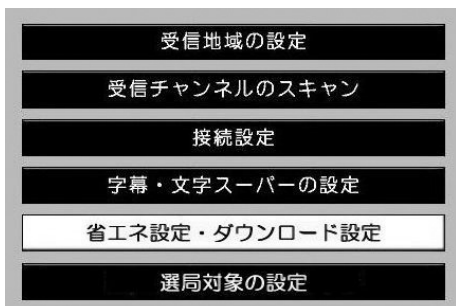 受信地域の設定
受信チャンネルのスキャン
接続設定
字幕・文字スーパーの設定
省エネ設定・ダウンロード設定
選局対象の設定